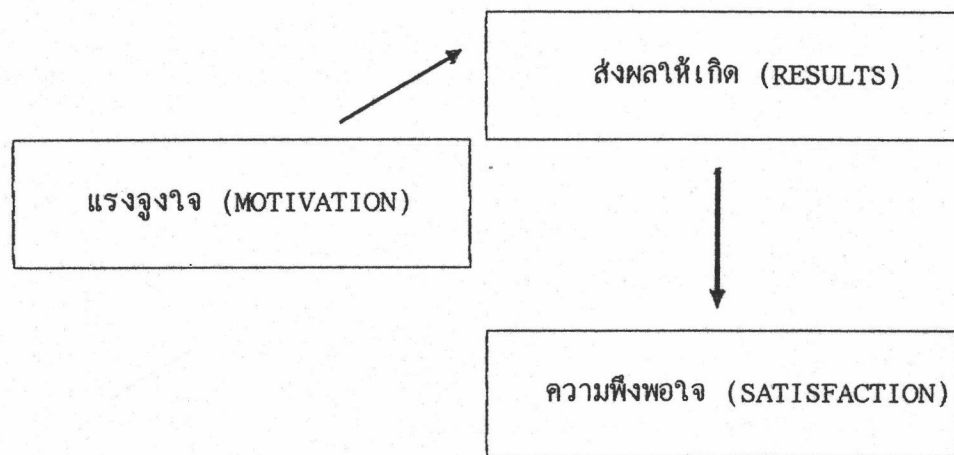 ส่งผลให้เกิด (RESULTS)
แรงจูงใจ (MOTIVATION)
ความพึงพอใจ (SATISFACTION)